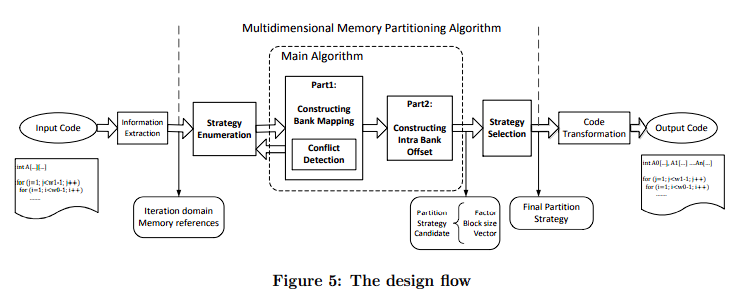 Multidimensional Memory Partitioning Algorithm
Main Algorithm
Input Code
Information
Extraction
Strategy
Enumeration
Part1:
Constructing
Bank Mapping
Conflict
Detection
Part2:
Constructing
Intra Bank
Offset
Strategy
Selection
Code
Transformation
Output Code
int A[...][...]
for (j=1; j<w1-1; j++)
for (i=1; i<w0-1; i++)
.......
Iteration domain
Memory references
Partition
Strategy
Candidate
Factor
Block size
Vector
Final Partition
Strategy
int A0[...], A1[...] ....An[...]
for (j=1; j<w1-1; j++)
for (i=1; i<w0-1; i++)
.......
Figure 5: The design flow